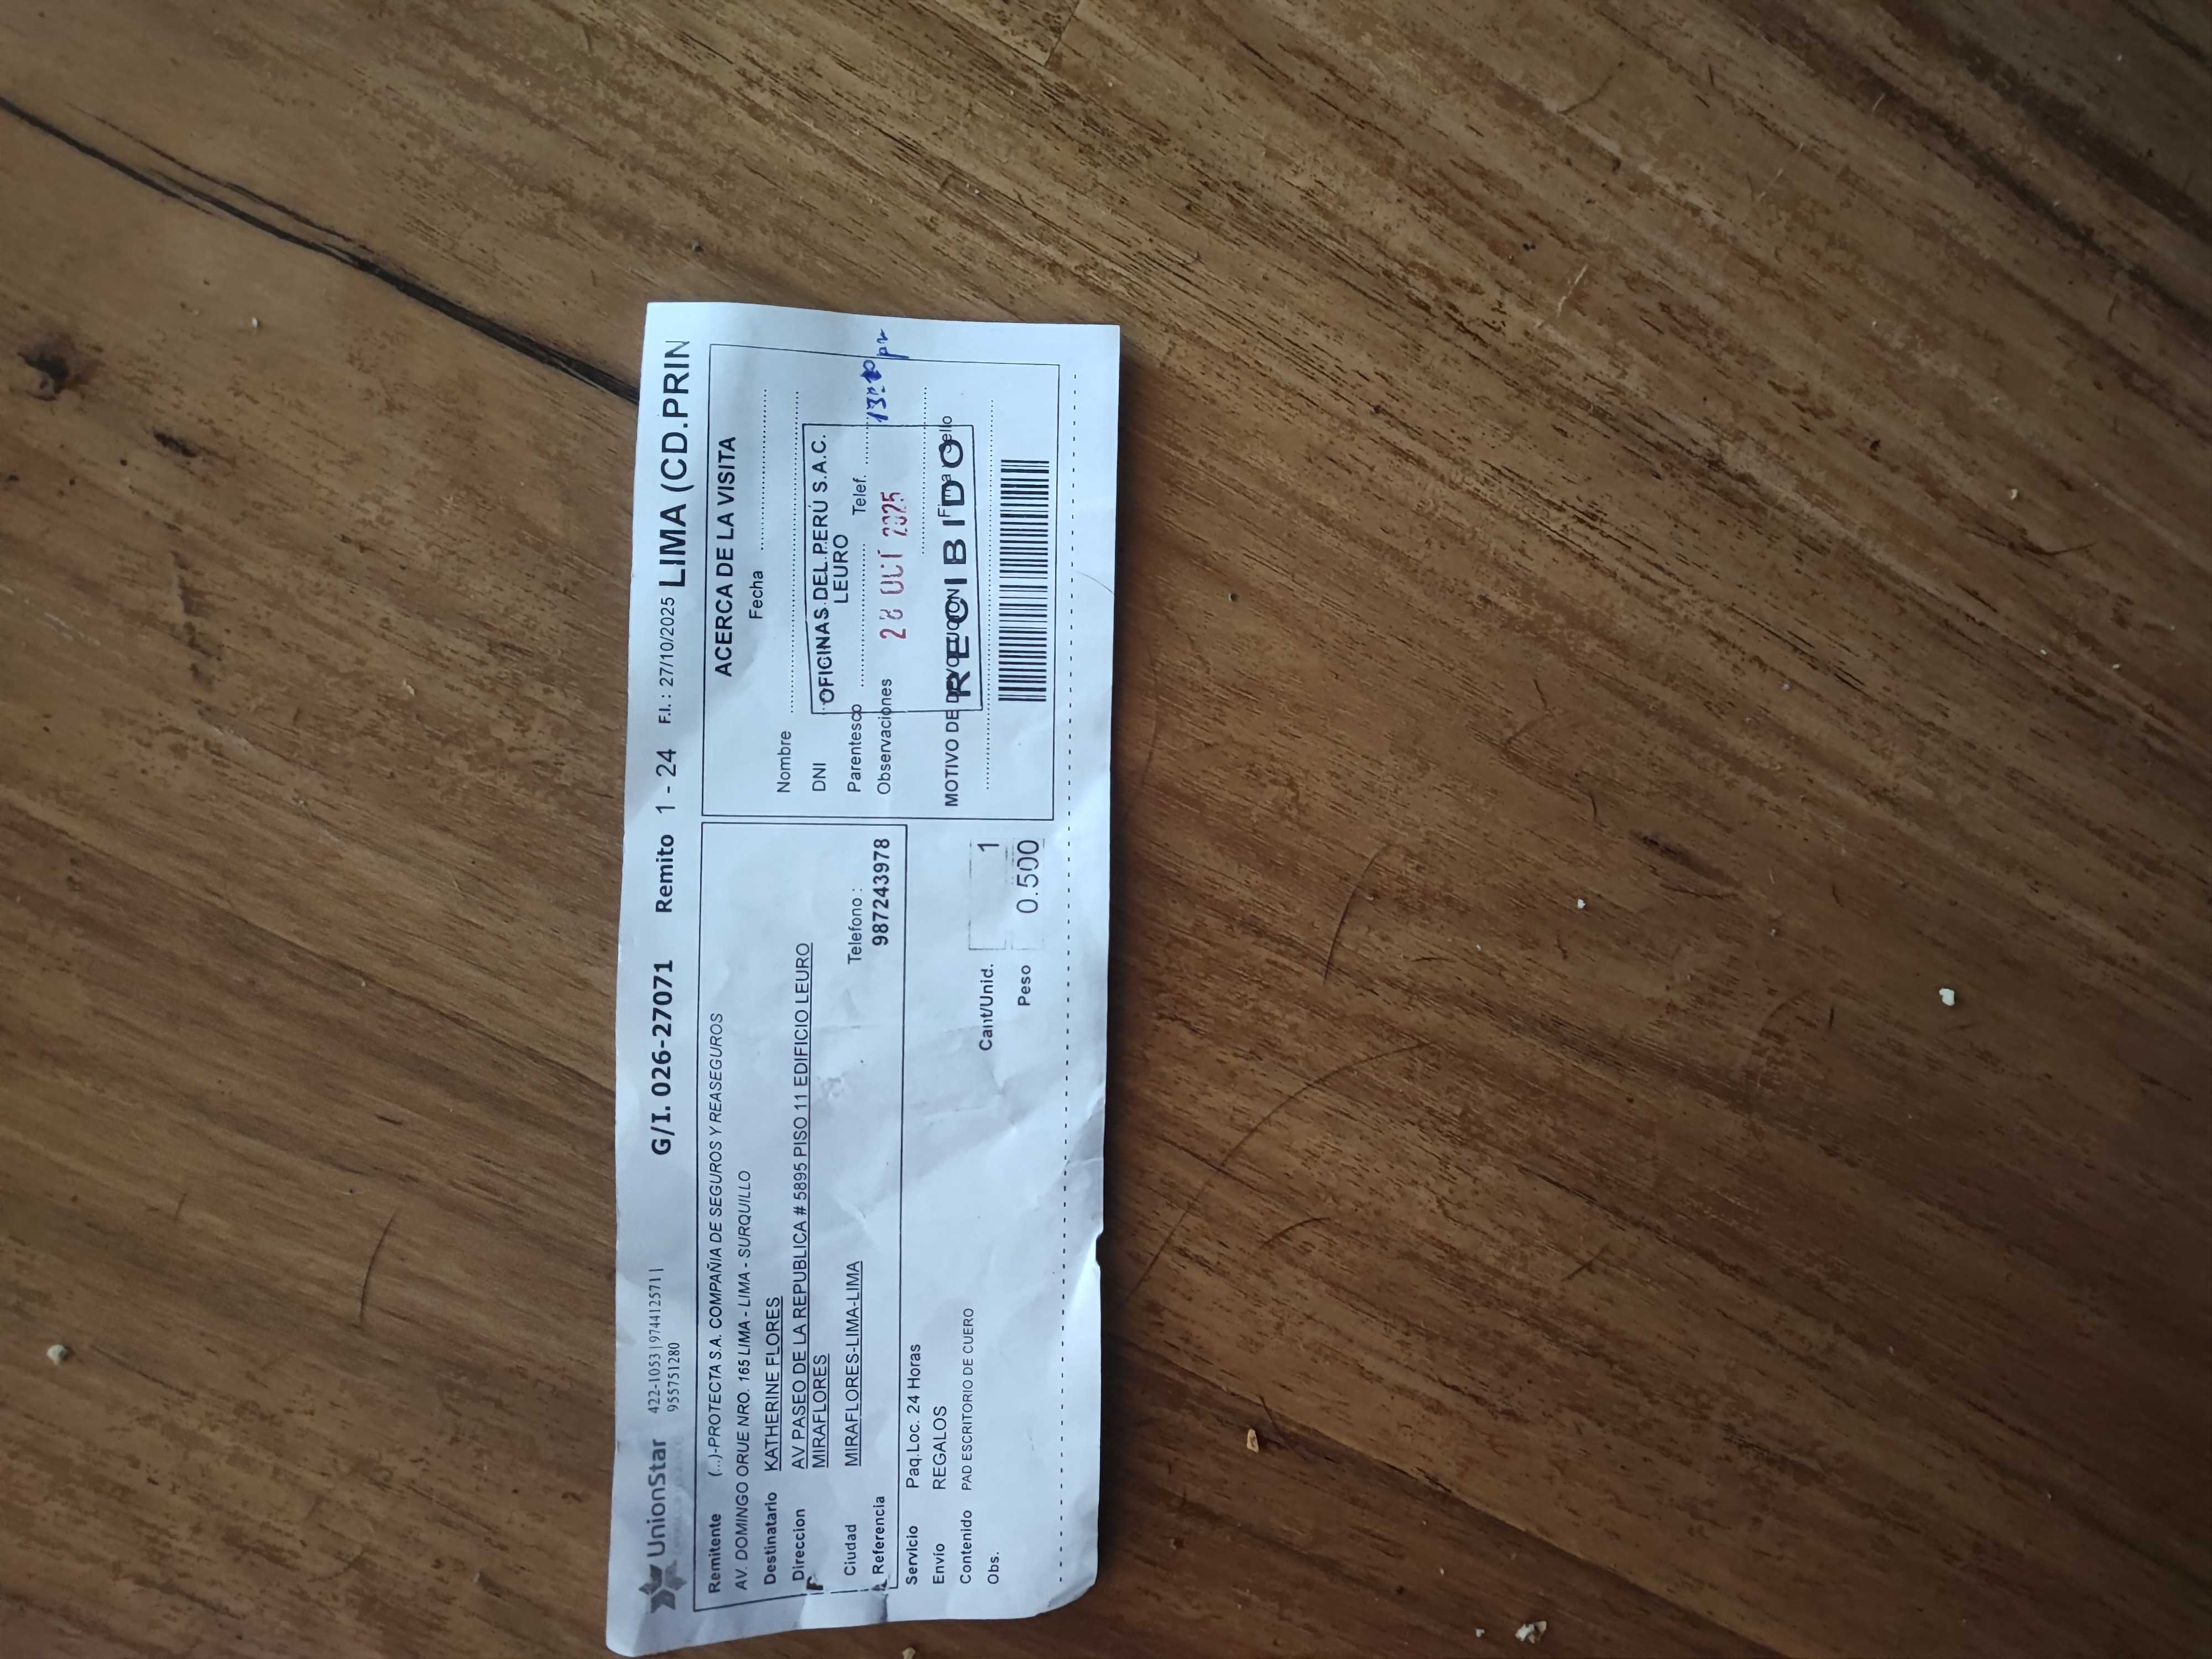 UnionStar
422-1053 | 974412571 |
955751280
G/I. 026-27071 Remito 1 - 24 F.I. : 27/10/2025 LIMA (CD.PRIN
Remitente (...)-PROTECTA S.A. COMPAÑIA DE SEGUROS Y REASEGUROS
AV. DOMINGO ORUE NRO. 165 LIMA - LIMA - SURQUILLO
Destinatario KATHERINE FLORES
Direccion AV PASEO DE LA REPUBLICA # 5895 PISO 11 EDIFICIO LEURO
MIRAFLORES
Ciudad MIRAFLORES-LIMA-LIMA
Telefono :
Referencia 987243978
Servicio Paq.Loc. 24 Horas
Envio REGALOS
Contenido PAD ESCRITORIO DE CUERO
Obs.
Cant/Unid. 1
Peso 0.500
ACERCA DE LA VISITA
Fecha
Nombre
DNI
Parentesco Telef.
Observaciones
MOTIVO DE DEVOLUCION Firma Sello
OFICINAS DEL PERÚ S.A.C.
LEURO
28 OCT 2025
RECIBIDO